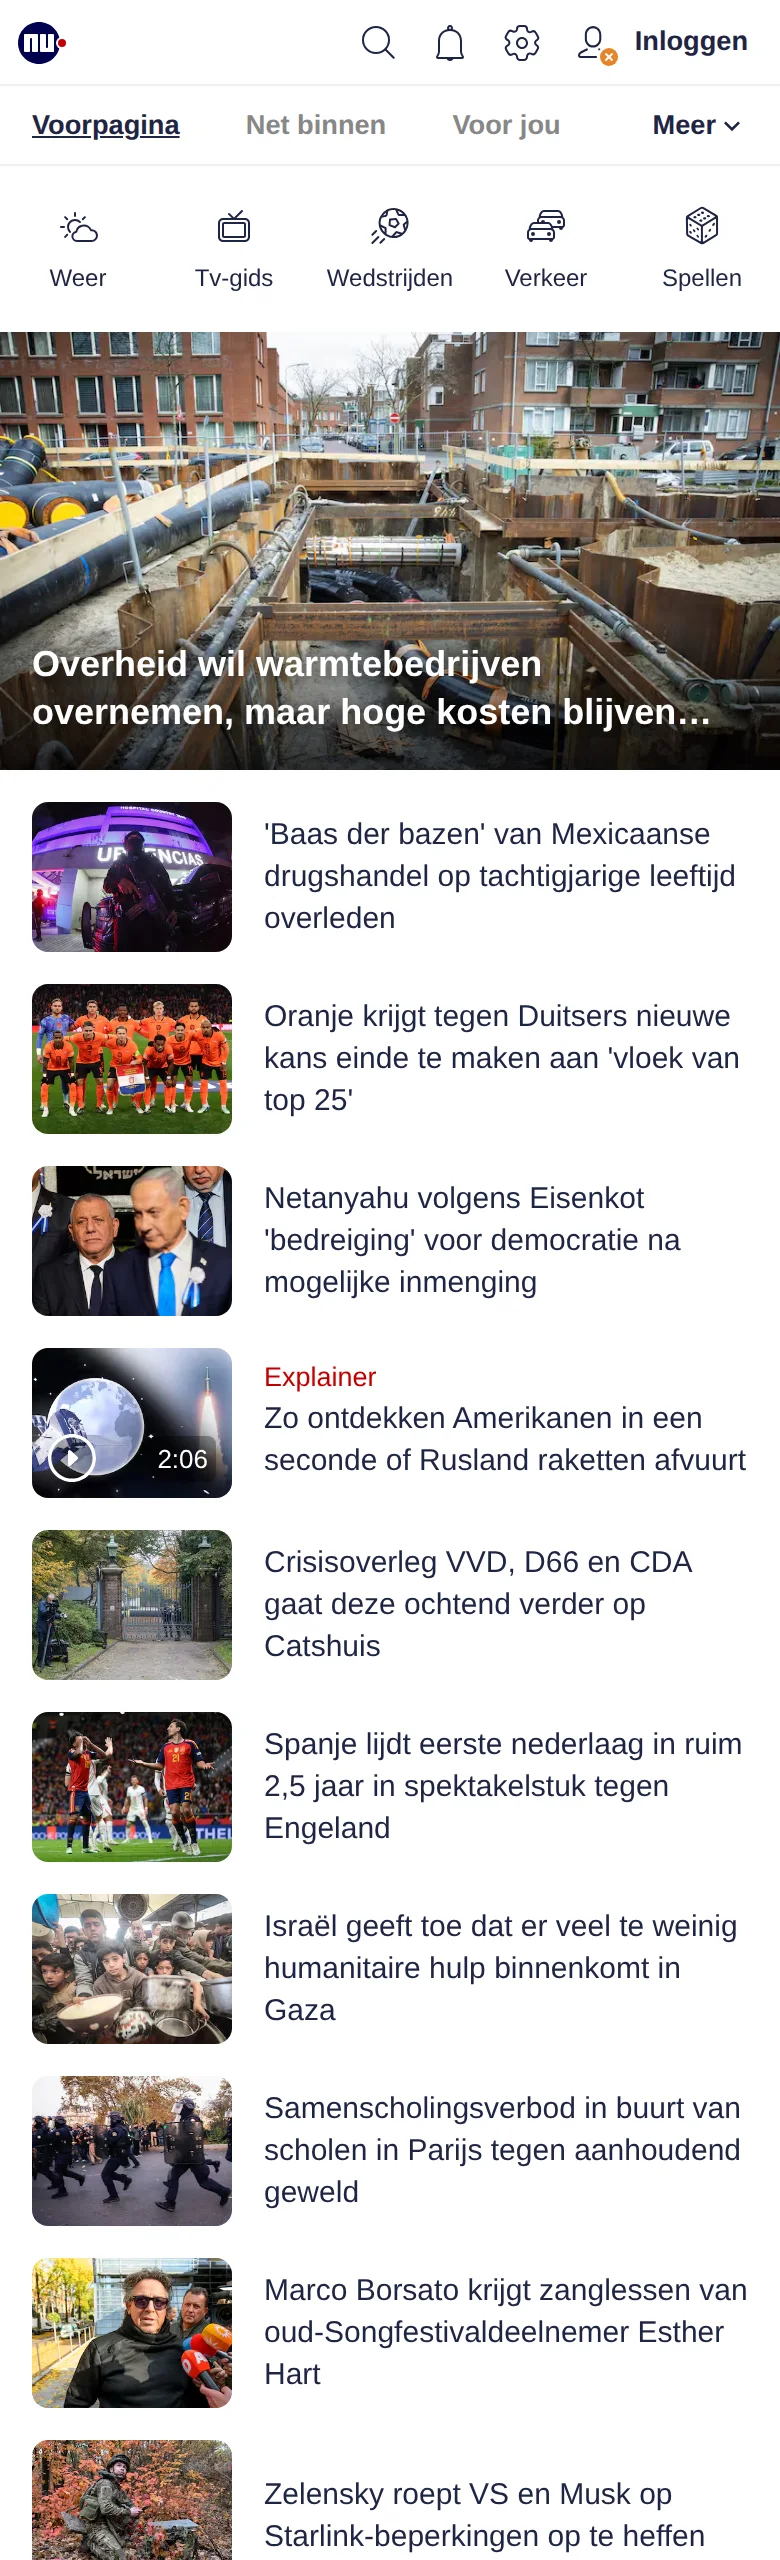 nu
Inloggen
Voorpagina
Net binnen
Voor jou
Meer
Weer
Tv-gids
Wedstrijden
Verkeer
Spellen
Overheid wil warmtebedrijven
overnemen, maar hoge kosten blijven…
'Baas der bazen' van Mexicaanse
drugshandel op tachtigjarige leeftijd
overleden
Oranje krijgt tegen Duitsers nieuwe
kans einde te maken aan 'vloek van
top 25'
ישראל
Netanyahu volgens Eisenkot
'bedreiging' voor democratie na
mogelijke inmenging
2:06
Explainer
Zo ontdekken Amerikanen in een
seconde of Rusland raketten afvuurt
Crisisoverleg VVD, D66 en CDA
gaat deze ochtend verder op
Catshuis
21
Spanje lijdt eerste nederlaag in ruim
2,5 jaar in spektakelstuk tegen
Engeland
Israël geeft toe dat er veel te weinig
humanitaire hulp binnenkomt in
Gaza
Samenscholingsverbod in buurt van
scholen in Parijs tegen aanhoudend
geweld
Marco Borsato krijgt zanglessen van
oud-Songfestivaldeelnemer Esther
Hart
Zelensky roept VS en Musk op
Starlink-beperkingen op te heffen